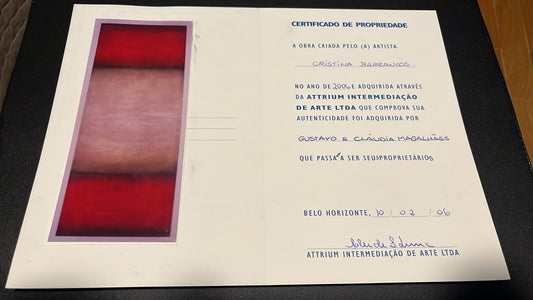 CERTIFICADO DE PROPRIEDADE
A OBRA CRIADA PELO (A) ARTISTA
CRISTINA BARRANCOS
NO ANO DE 2006 E ADQUIRIDA ATRAVÉS
DA ATTRIUM INTERMEDIAÇÃO
DE ARTE LTDA QUE COMPROVA SUA
AUTENTICIDADE FOI ADQUIRIDA POR
GUSTAVO E CLÁUDIA MAGALHÃES
QUE PASSA A SER SEUS PROPRIETÁRIOS
BELO HORIZONTE, 10 / 02 / 06
ATTRIUM INTERMEDIAÇÃO DE ARTE LTDA